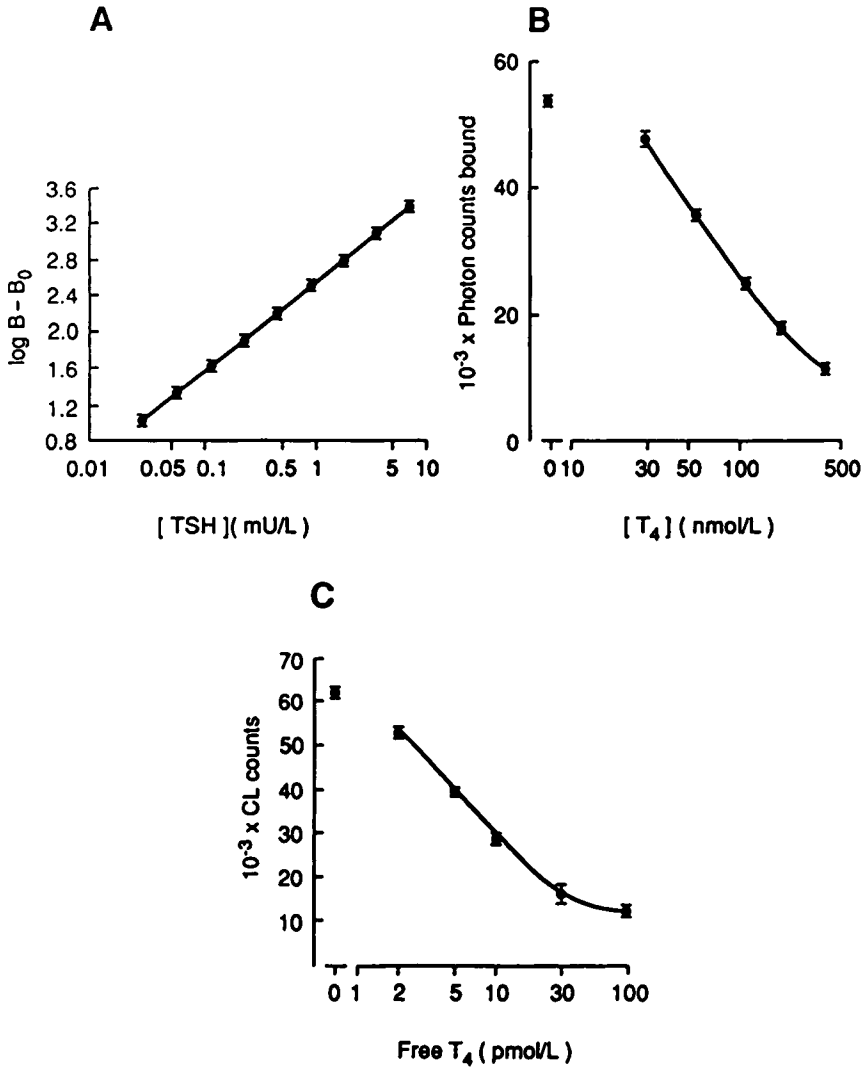 A
log B – B0
3.6
3.2
2.8
2.4
2.0
1.6
1.2
0.8
0.01 0.05 0.1 0.5 1 5 10
[ TSH ]( mU/L )
B
10-3 x Photon counts bound
60
40
20
0
0 10 30 50 100 500
[ T4 ] ( nmol/L )
C
10-3 x CL counts
70
60
50
40
30
20
10
0 1 2 5 10 30 100
Free T4 ( pmol/L )